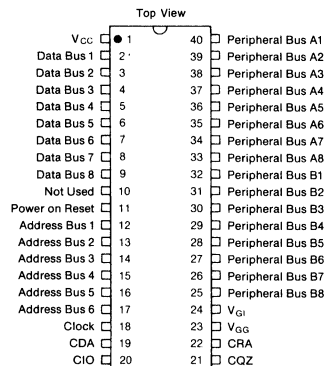 Top View
VCC 1 40 Peripheral Bus A1
Data Bus 1 2 39 Peripheral Bus A2
Data Bus 2 3 38 Peripheral Bus A3
Data Bus 3 4 37 Peripheral Bus A4
Data Bus 4 5 36 Peripheral Bus A5
Data Bus 5 6 35 Peripheral Bus A6
Data Bus 6 7 34 Peripheral Bus A7
Data Bus 7 8 33 Peripheral Bus A8
Data Bus 8 9 32 Peripheral Bus B1
Not Used 10 31 Peripheral Bus B2
Power on Reset 11 30 Peripheral Bus B3
Address Bus 1 12 29 Peripheral Bus B4
Address Bus 2 13 28 Peripheral Bus B5
Address Bus 3 14 27 Peripheral Bus B6
Address Bus 4 15 26 Peripheral Bus B7
Address Bus 5 16 25 Peripheral Bus B8
Address Bus 6 17 24 VGI
Clock 18 23 VGG
CDA 19 22 CRA
CIO 20 21 CQZ